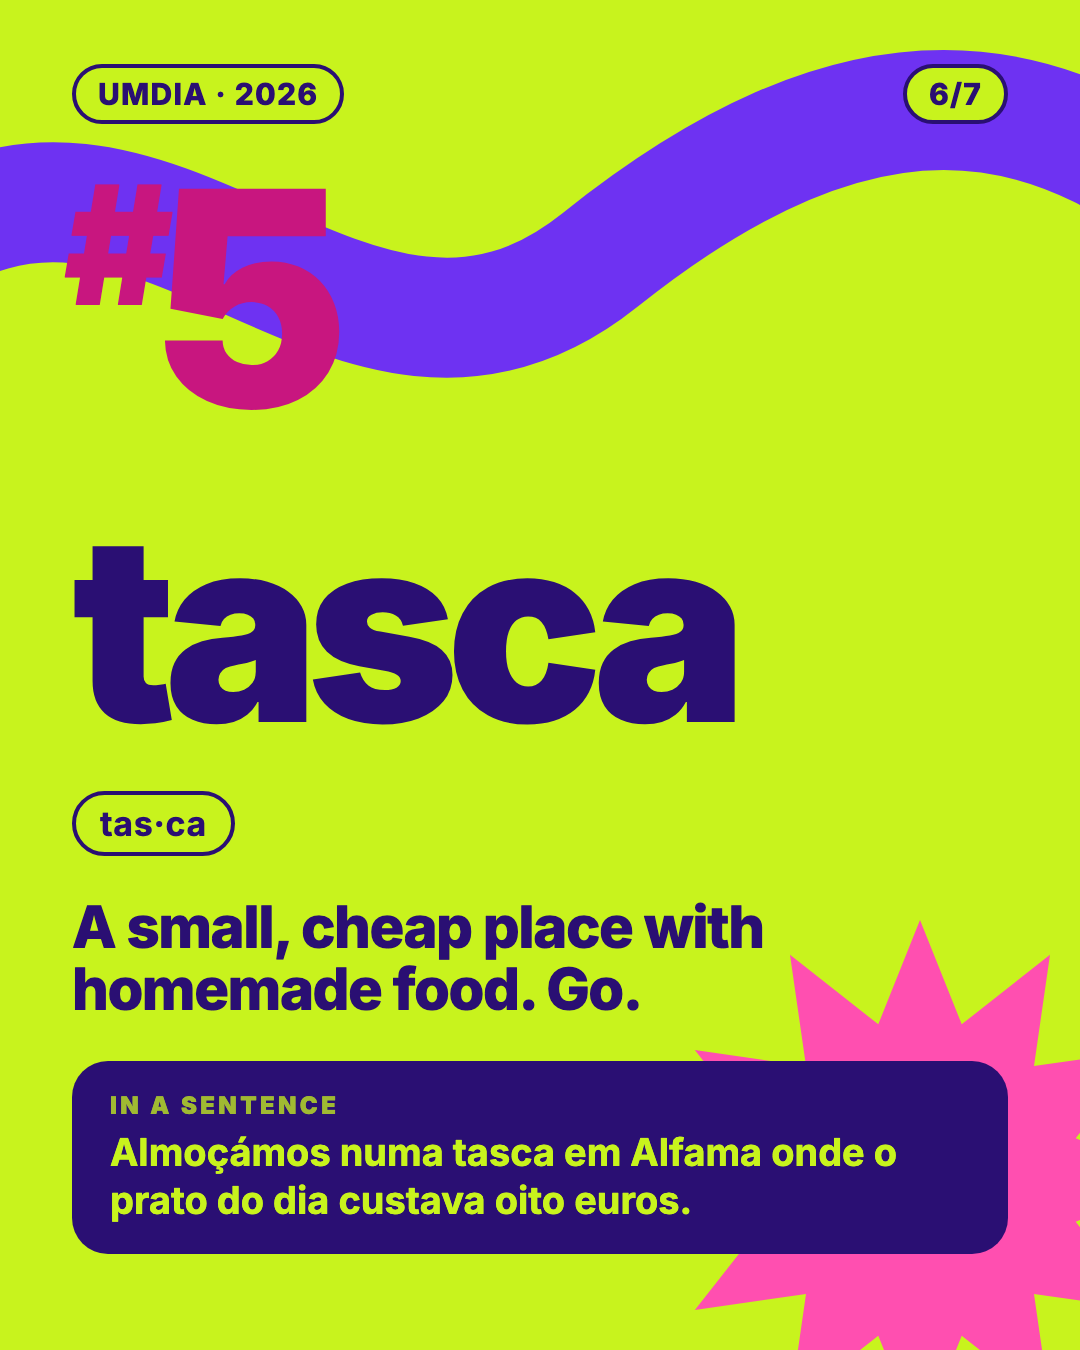 UMDIA · 2026
6/7
#5
tasca
tas·ca
A small, cheap place with
homemade food. Go.
IN A SENTENCE
Almoçámos numa tasca em Alfama onde o
prato do dia custava oito euros.